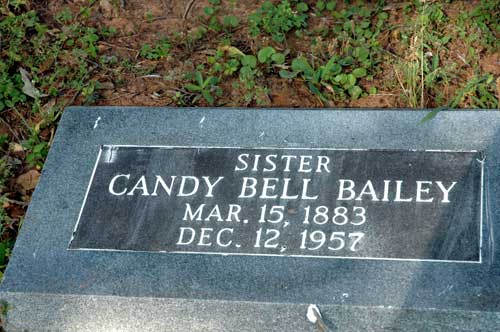 SISTER
CANDY BELL BAILEY
MAR. 15, 1883
DEC. 12, 1957